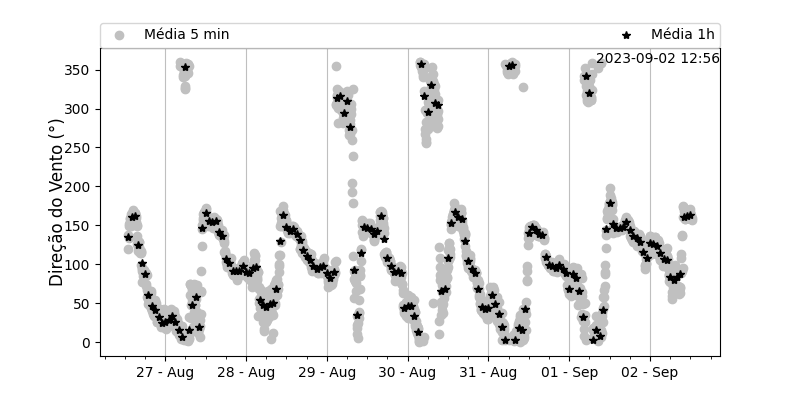 Média 5 min
Média 1h
2023-09-02 12:56
Direção do Vento (°)
350
300
250
200
150
100
50
0
27 - Aug
28 - Aug
29 - Aug
30 - Aug
31 - Aug
01 - Sep
02 - Sep